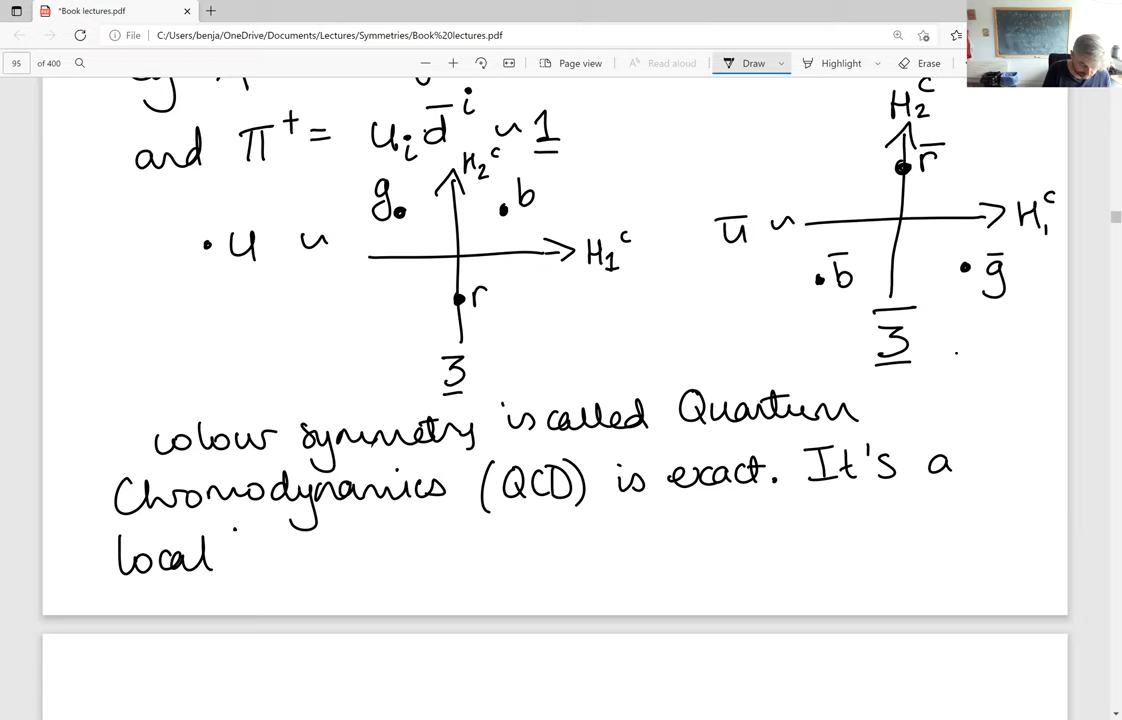 *Book lectures.pdf
File C:/Users/benja/OneDrive/Documents/Lectures/Symmetries/Book%20lectures.pdf
95 of 400 Page view Read aloud Draw Highlight Erase
and π⁺ = uᵢ d̅ⁱ ~ 1
H₂ᶜ
H₂ᶜ
r̅
g b
u ~ H₁ᶜ
u̅ ~ H₁ᶜ
b̅ g̅
r
3
3̅
colour symmetry is called Quantum
Chromodynamics (QCD) is exact. It's a
local